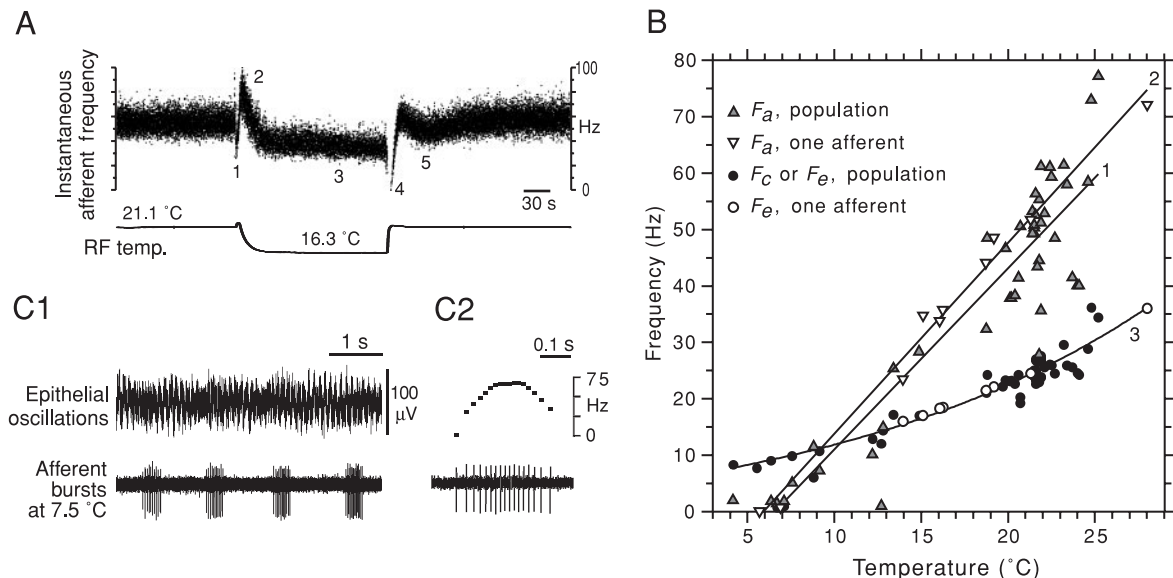 A
Instantaneous
afferent frequency
100
Hz
0
1
2
3
4
5
30 s
21.1 ˚C
16.3 ˚C
RF temp.
B
Frequency (Hz)
80
70
60
50
40
30
20
10
0
5
10
15
20
25
Temperature (˚C)
Fa, population
Fa, one afferent
Fc or Fe, population
Fe, one afferent
2
1
3
C1
1 s
Epithelial
oscillations
100
µV
Afferent
bursts
at 7.5 ˚C
C2
0.1 s
75
Hz
0